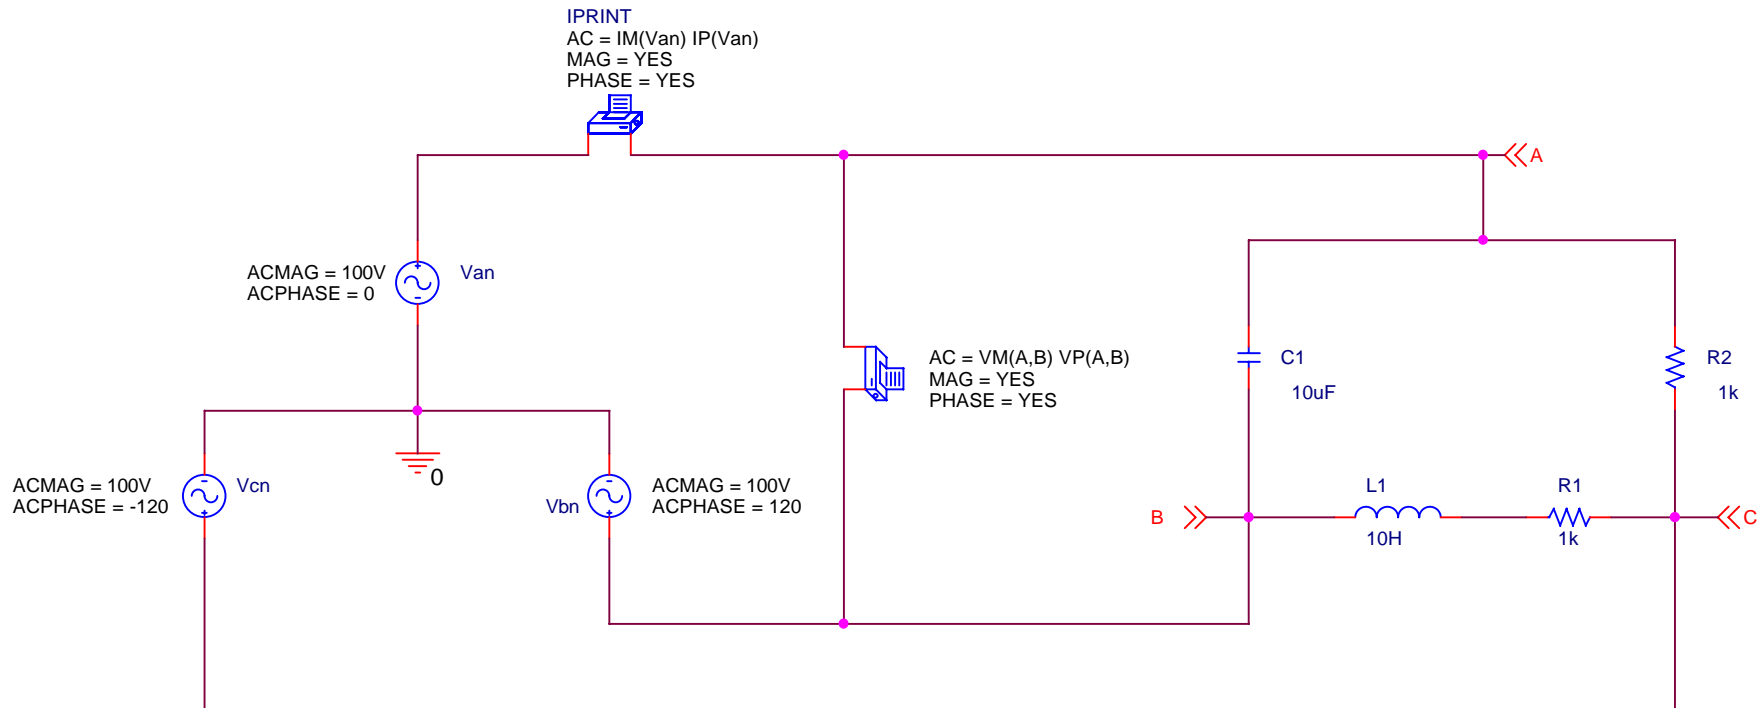 IPRINT
AC = IM(Van) IP(Van)
MAG = YES
PHASE = YES
A
ACMAG = 100V
ACPHASE = 0
Van
AC = VM(A,B) VP(A,B)
MAG = YES
PHASE = YES
C1
10uF
R2
1k
0
ACMAG = 100V
ACPHASE = -120
Vcn
Vbn
ACMAG = 100V
ACPHASE = 120
B
L1
10H
R1
1k
C